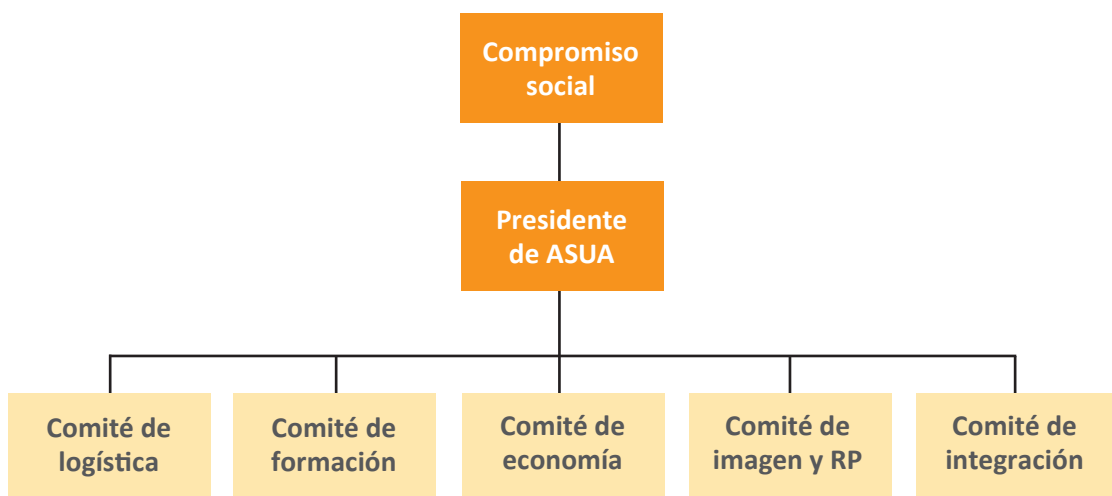 Compromiso
social
Presidente
de ASUA
Comité de
logística
Comité de
formación
Comité de
economía
Comité de
imagen y RP
Comité de
integración